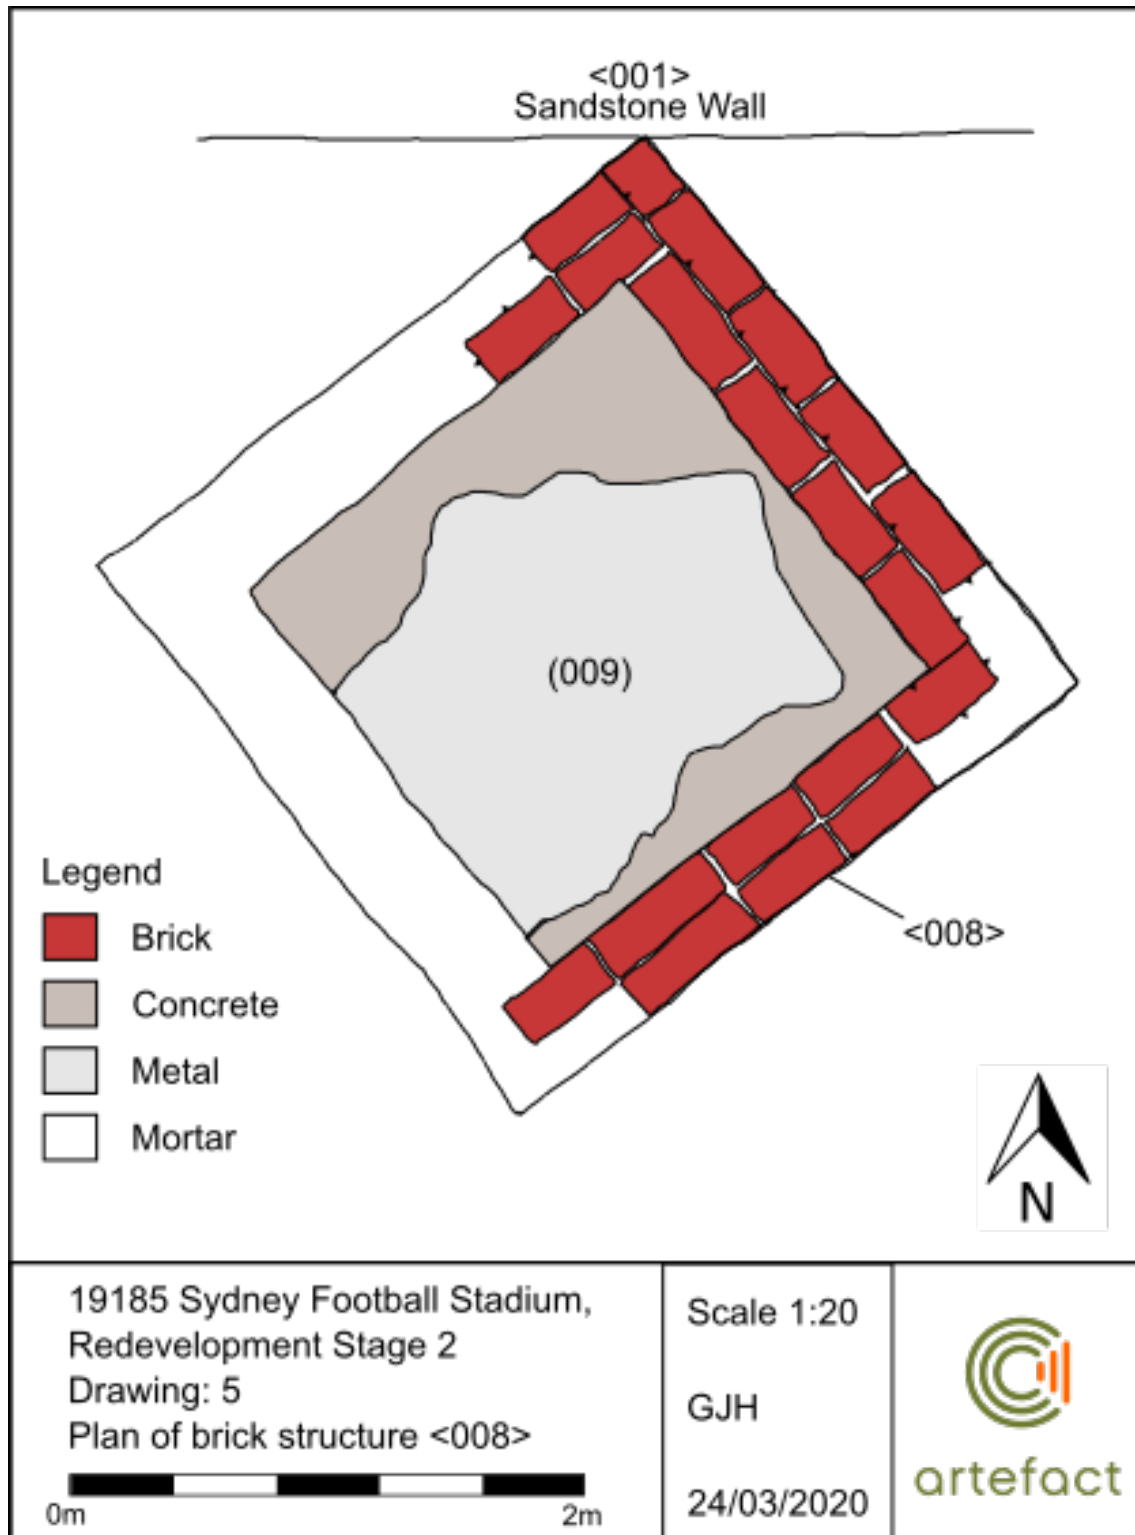 <001>
Sandstone Wall
(009)
<008>
Legend
Brick
Concrete
Metal
Mortar
N
19185 Sydney Football Stadium,
Redevelopment Stage 2
Drawing: 5
Plan of brick structure <008>
0m 2m
Scale 1:20
GJH
24/03/2020
artefact